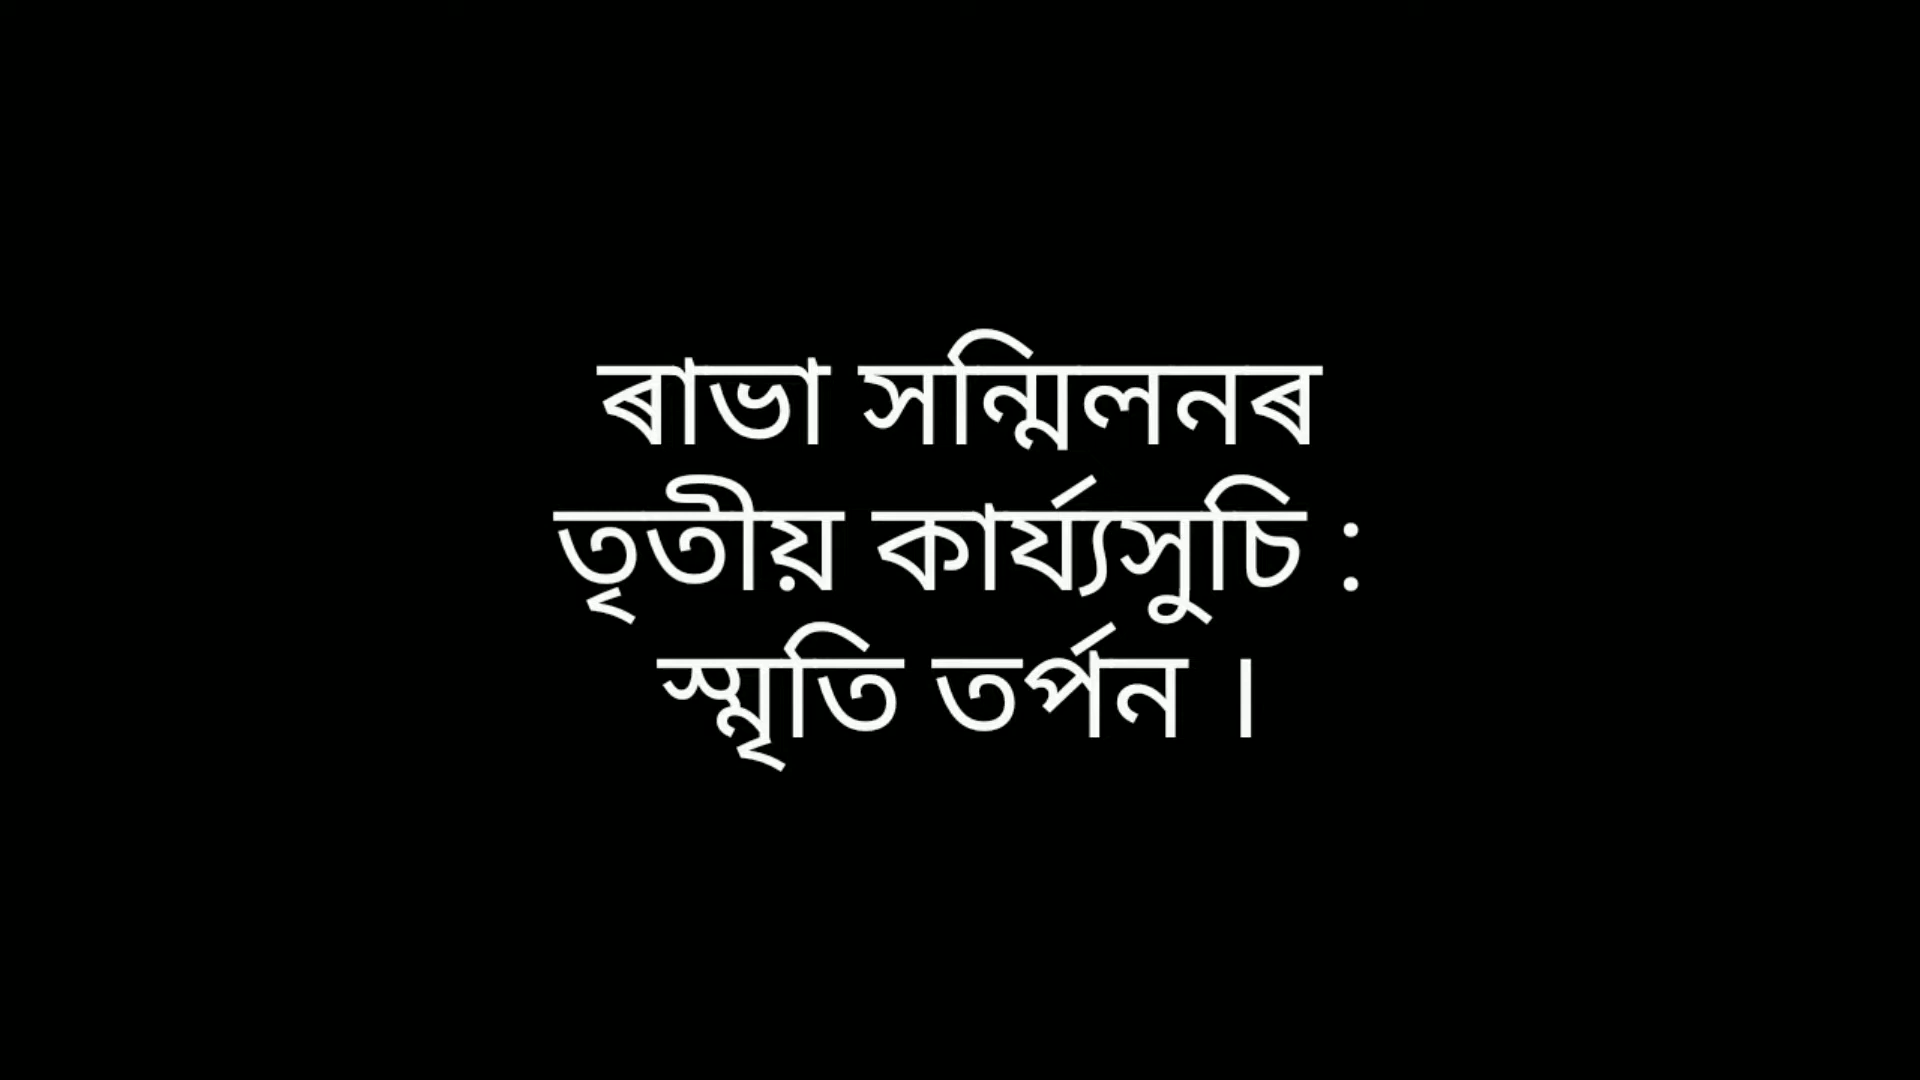 ৰাভা সন্মিলনৰ
তৃতীয় কাৰ্য্যসুচি :
স্মৃতি তৰ্পন ।